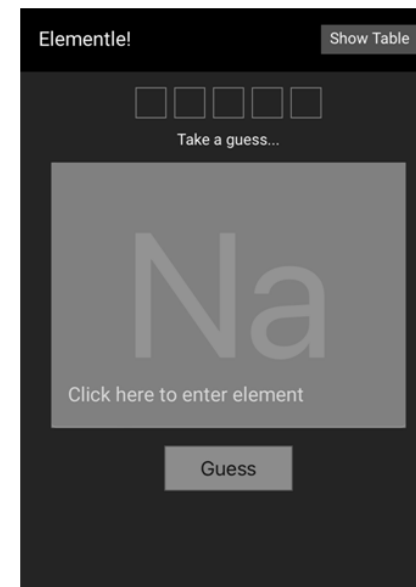 Elementle!
Show Table
Take a guess...
Na
Click here to enter element
Guess